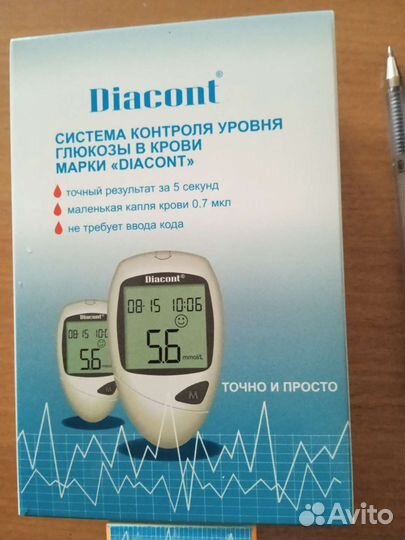 Diacont®
СИСТЕМА КОНТРОЛЯ УРОВНЯ
ГЛЮКОЗЫ В КРОВИ
МАРКИ «DIACONT»
точный результат за 5 секунд
маленькая капля крови 0.7 мкл
не требует ввода кода
Diacont®
08-15 10:06
5.6 mmol/L
M
Diacont®
08-15 10:0
5.6
ТОЧНО И ПРОСТО
Avito